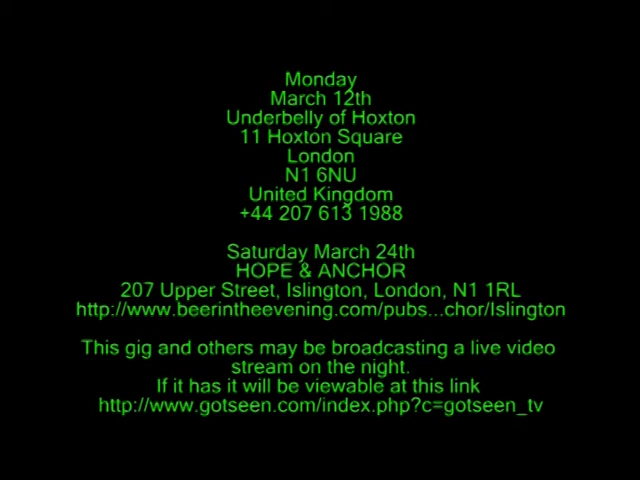 Monday
March 12th
Underbelly of Hoxton
11 Hoxton Square
London
N1 6NU
United Kingdom
+44 207 613 1988
Saturday March 24th
HOPE & ANCHOR
207 Upper Street, Islington, London, N1 1RL
http://www.beerintheevening.com/pubs...chor/Islington
This gig and others may be broadcasting a live video
stream on the night.
If it has it will be viewable at this link
http://www.gotseen.com/index.php?c=gotseen_tv